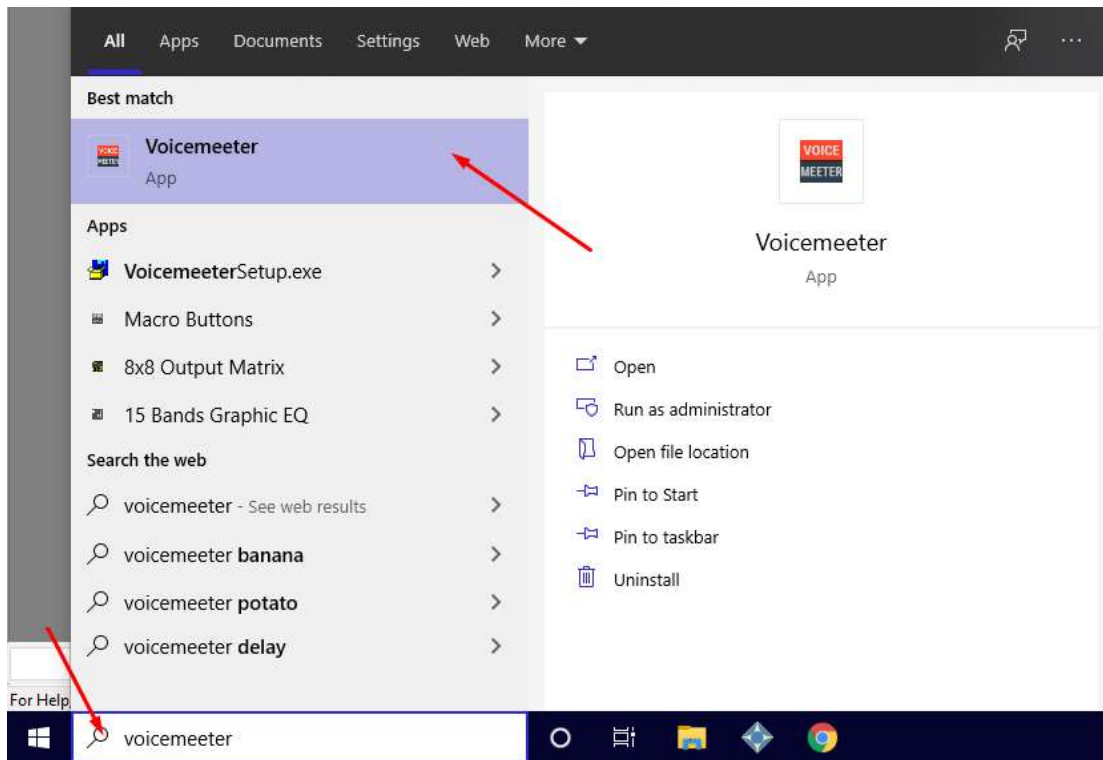 All Apps Documents Settings Web More
Best match
Voicemeeter
App
Apps
VoicemeeterSetup.exe
Macro Buttons
8x8 Output Matrix
15 Bands Graphic EQ
Search the web
voicemeeter - See web results
voicemeeter banana
voicemeeter potato
voicemeeter delay
VOICE
MEETER
Voicemeeter
App
Open
Run as administrator
Open file location
Pin to Start
Pin to taskbar
Uninstall
For Help
voicemeeter